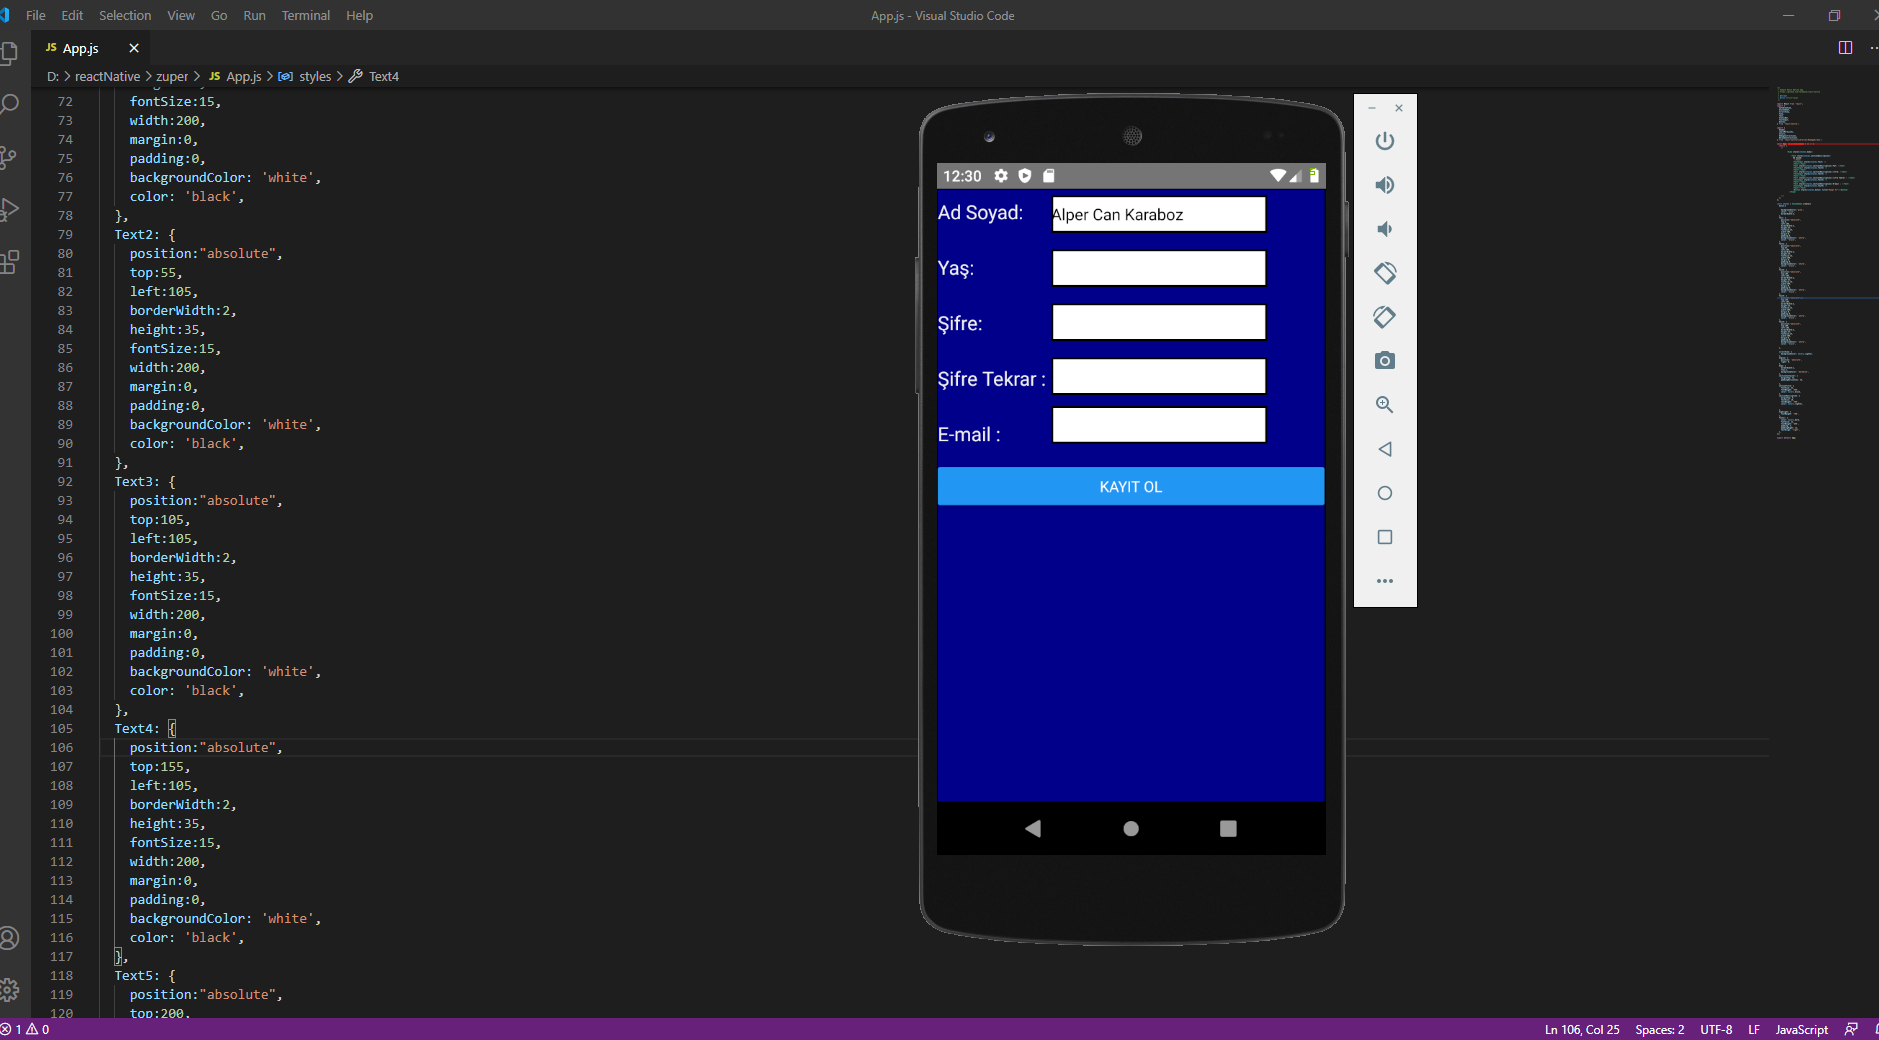 File Edit Selection View Go Run Terminal Help
App.js - Visual Studio Code
JS App.js
D: > reactNative > zuper > JS App.js > styles > Text4
72 fontSize:15,
73 width:200,
74 margin:0,
75 padding:0,
76 backgroundColor: 'white',
77 color: 'black',
78 },
79 Text2: {
80 position:"absolute",
81 top:55,
82 left:105,
83 borderWidth:2,
84 height:35,
85 fontSize:15,
86 width:200,
87 margin:0,
88 padding:0,
89 backgroundColor: 'white',
90 color: 'black',
91 },
92 Text3: {
93 position:"absolute",
94 top:105,
95 left:105,
96 borderWidth:2,
97 height:35,
98 fontSize:15,
99 width:200,
100 margin:0,
101 padding:0,
102 backgroundColor: 'white',
103 color: 'black',
104 },
105 Text4: {
106 position:"absolute",
107 top:155,
108 left:105,
109 borderWidth:2,
110 height:35,
111 fontSize:15,
112 width:200,
113 margin:0,
114 padding:0,
115 backgroundColor: 'white',
116 color: 'black',
117 },
118 Text5: {
119 position:"absolute",
120 top:200,
12:30
Ad Soyad: Alper Can Karaboz
Yaş:
Şifre:
Şifre Tekrar :
E-mail :
KAYIT OL
1 0
Ln 106, Col 25 Spaces: 2 UTF-8 LF JavaScript